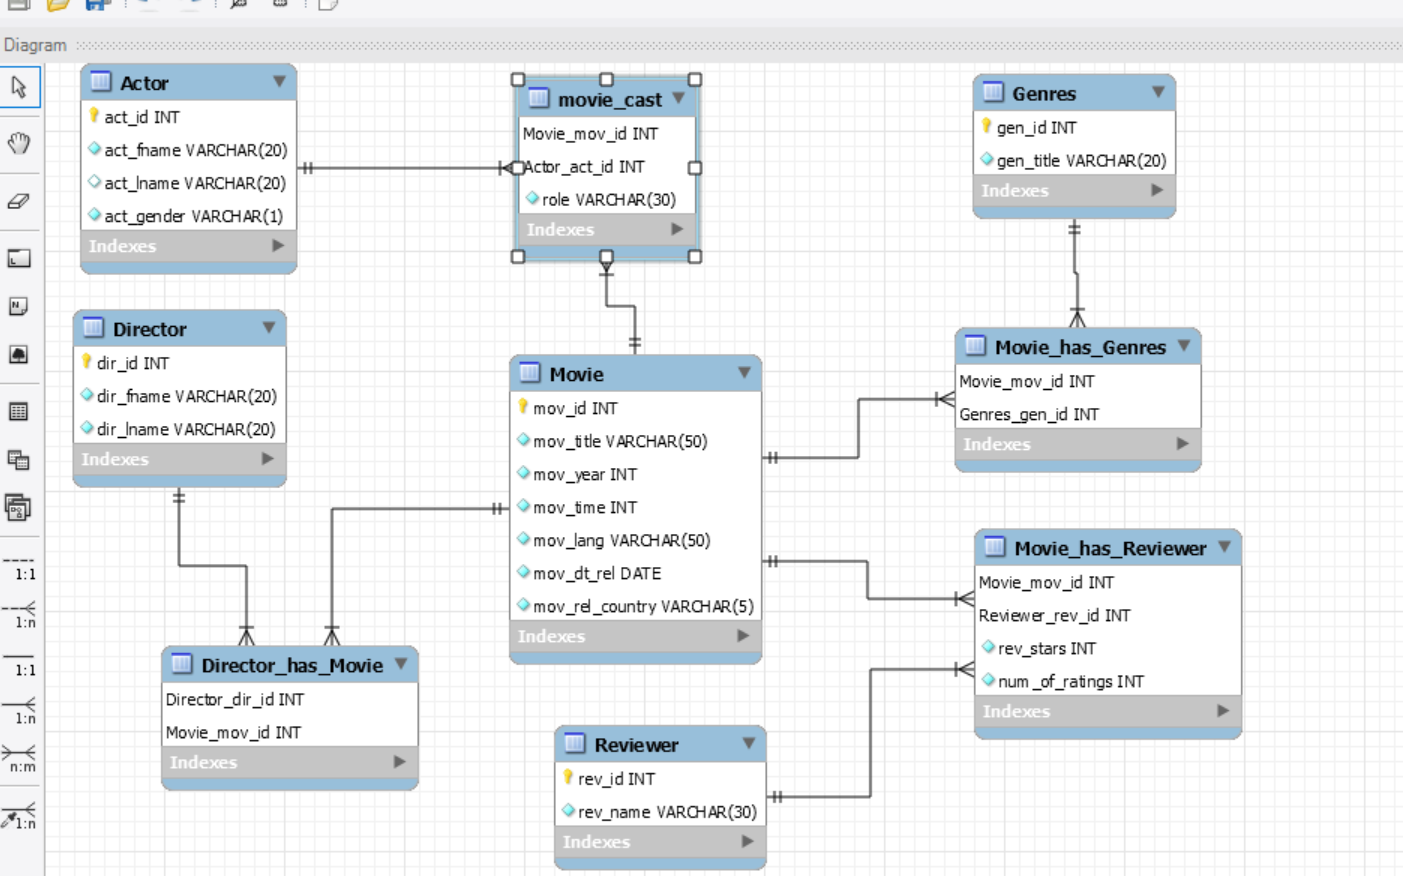 Diagram
Actor
act_id INT
act_fname VARCHAR(20)
act_lname VARCHAR(20)
act_gender VARCHAR(1)
Indexes
movie_cast
Movie_mov_id INT
Actor_act_id INT
role VARCHAR(30)
Indexes
Genres
gen_id INT
gen_title VARCHAR(20)
Indexes
Director
dir_id INT
dir_fname VARCHAR(20)
dir_lname VARCHAR(20)
Indexes
Movie
mov_id INT
mov_title VARCHAR(50)
mov_year INT
mov_time INT
mov_lang VARCHAR(50)
mov_dt_rel DATE
mov_rel_country VARCHAR(5)
Indexes
Movie_has_Genres
Movie_mov_id INT
Genres_gen_id INT
Indexes
Movie_has_Reviewer
Movie_mov_id INT
Reviewer_rev_id INT
rev_stars INT
num_of_ratings INT
Indexes
Director_has_Movie
Director_dir_id INT
Movie_mov_id INT
Indexes
Reviewer
rev_id INT
rev_name VARCHAR(30)
Indexes
N
1:1
1:n
1:1
1:n
n:m
1:n